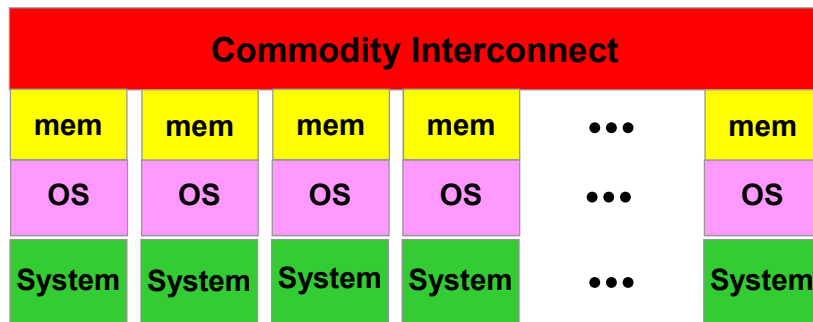 Commodity Interconnect
mem mem mem mem ••• mem
OS OS OS OS ••• OS
System System System System ••• System